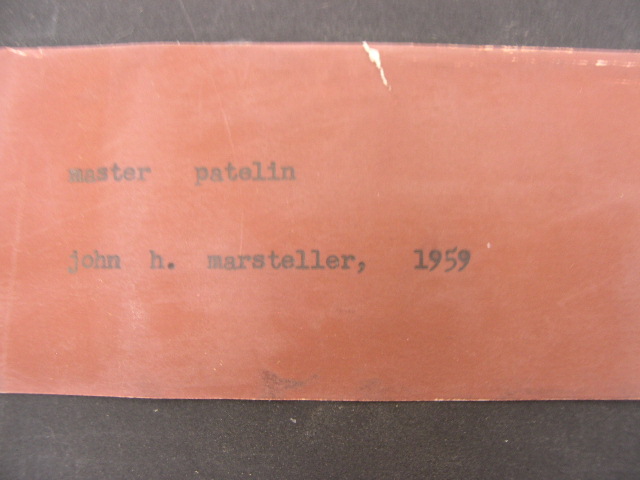 master patelin
john h. marsteller, 1959